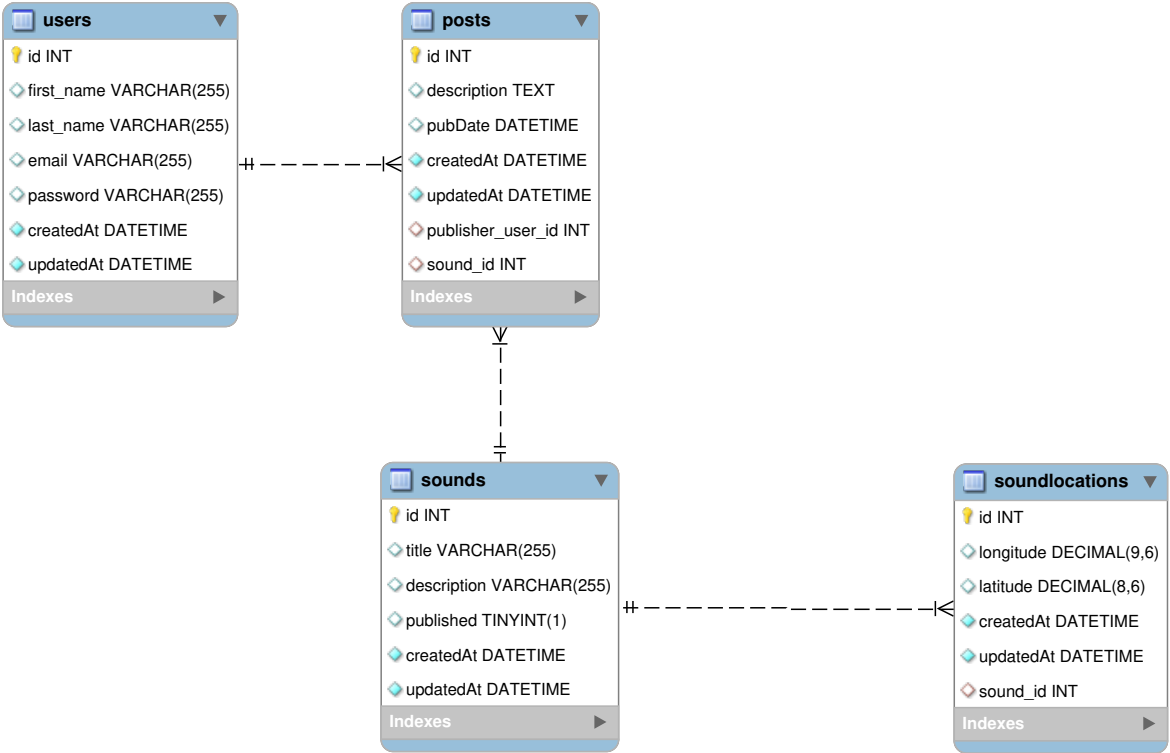 users
id INT
first_name VARCHAR(255)
last_name VARCHAR(255)
email VARCHAR(255)
password VARCHAR(255)
createdAt DATETIME
updatedAt DATETIME
Indexes
posts
id INT
description TEXT
pubDate DATETIME
createdAt DATETIME
updatedAt DATETIME
publisher_user_id INT
sound_id INT
Indexes
sounds
id INT
title VARCHAR(255)
description VARCHAR(255)
published TINYINT(1)
createdAt DATETIME
updatedAt DATETIME
Indexes
soundlocations
id INT
longitude DECIMAL(9,6)
latitude DECIMAL(8,6)
createdAt DATETIME
updatedAt DATETIME
sound_id INT
Indexes